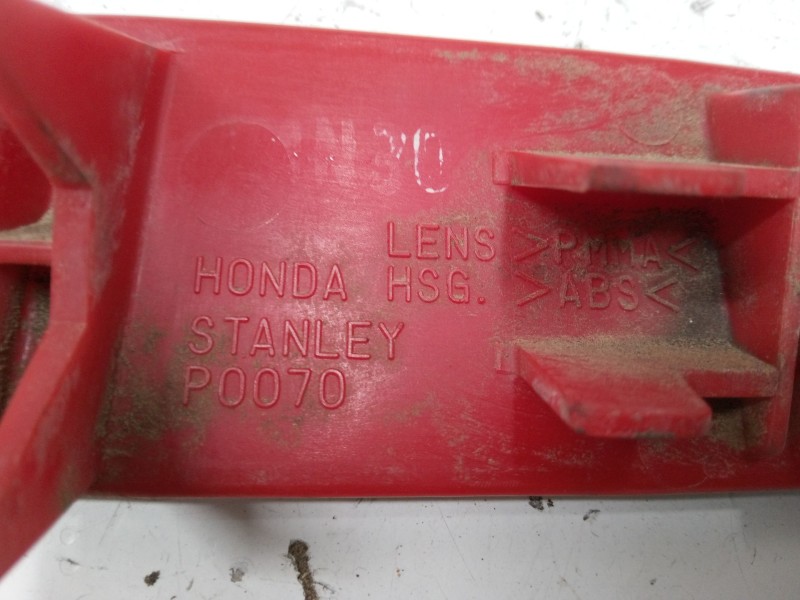 LENS >PMMA<
HONDA HSG. >ABS<
STANLEY
P0070